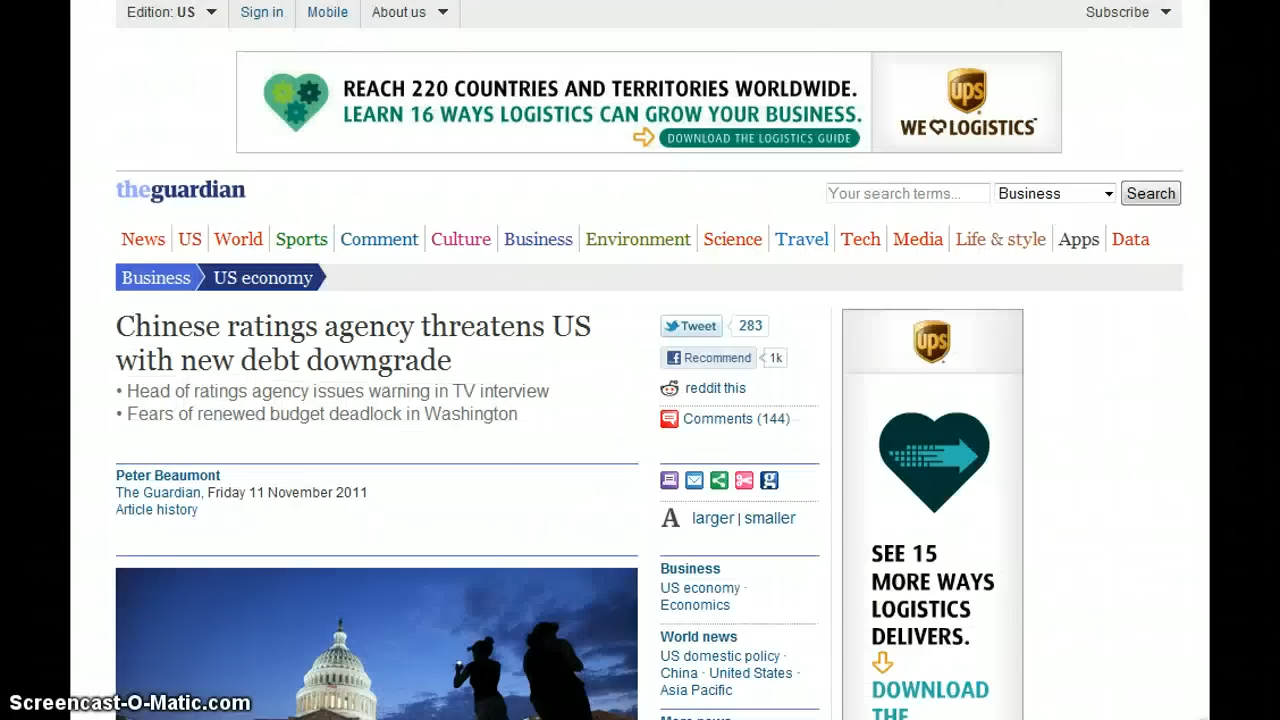 Edition: US
Sign in
Mobile
About us
Subscribe
REACH 220 COUNTRIES AND TERRITORIES WORLDWIDE.
LEARN 16 WAYS LOGISTICS CAN GROW YOUR BUSINESS.
DOWNLOAD THE LOGISTICS GUIDE
ups
WE LOGISTICS
theguardian
Your search terms...
Business
Search
News US World Sports Comment Culture Business Environment Science Travel Tech Media Life & style Apps Data
Business US economy
Chinese ratings agency threatens US
with new debt downgrade
• Head of ratings agency issues warning in TV interview
• Fears of renewed budget deadlock in Washington
Peter Beaumont
The Guardian, Friday 11 November 2011
Article history
Tweet 283
Recommend 1k
reddit this
Comments (144)
A larger | smaller
Business
US economy ·
Economics
World news
US domestic policy ·
China · United States ·
Asia Pacific
More news
ups
SEE 15
MORE WAYS
LOGISTICS
DELIVERS.
DOWNLOAD
THE
Screencast-O-Matic.com